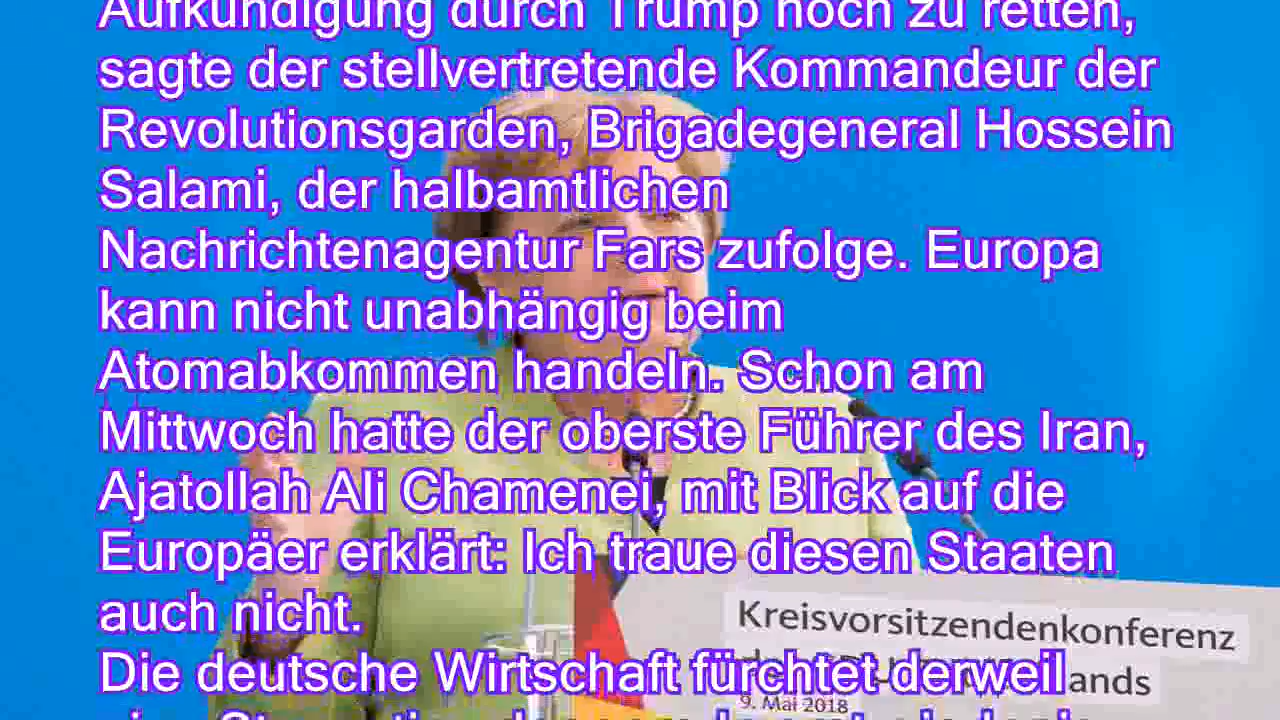 Aufkündigung durch Trump noch zu retten,
sagte der stellvertretende Kommandeur der
Revolutionsgarden, Brigadegeneral Hossein
Salami, der halbamtlichen
Nachrichtenagentur Fars zufolge. Europa
kann nicht unabhängig beim
Atomabkommen handeln. Schon am
Mittwoch hatte der oberste Führer des Iran,
Ajatollah Ali Chamenei, mit Blick auf die
Europäer erklärt: Ich traue diesen Staaten
auch nicht.
Die deutsche Wirtschaft fürchtet derweil
Kreisvorsitzendenkonferenz
9. Mai 2018